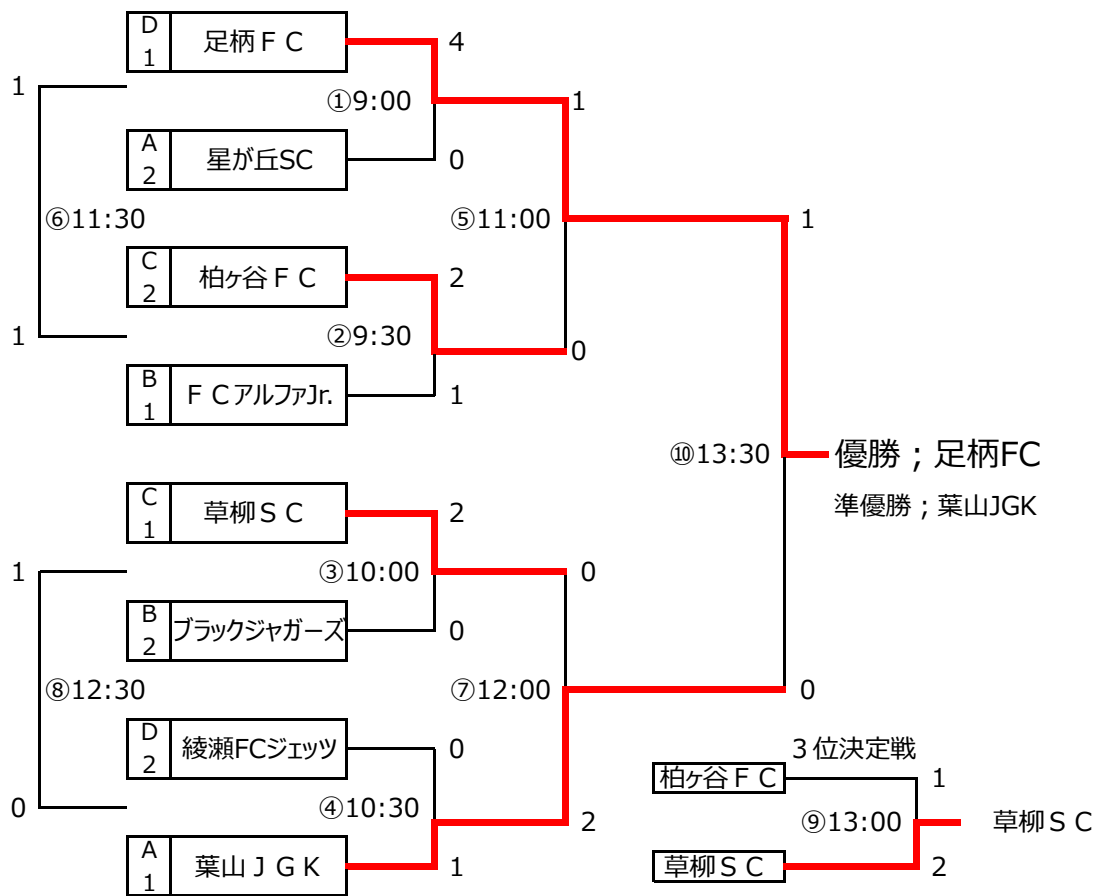 D
1
足柄ＦＣ
4
1
①9:00
1
A
2
星が丘SC
0
⑥11:30
⑤11:00
1
C
2
柏ヶ谷ＦＣ
2
1
②9:30
0
B
1
ＦＣアルファJr.
1
⑩13:30
優勝；足柄FC
準優勝；葉山JGK
C
1
草柳ＳＣ
2
1
③10:00
0
B
2
ブラックジャガーズ
0
⑧12:30
⑦12:00
0
D
2
綾瀬FCジェッツ
0
３位決定戦
柏ヶ谷ＦＣ
1
0
④10:30
2
⑨13:00
草柳ＳＣ
A
1
葉山ＪＧＫ
1
草柳ＳＣ
2